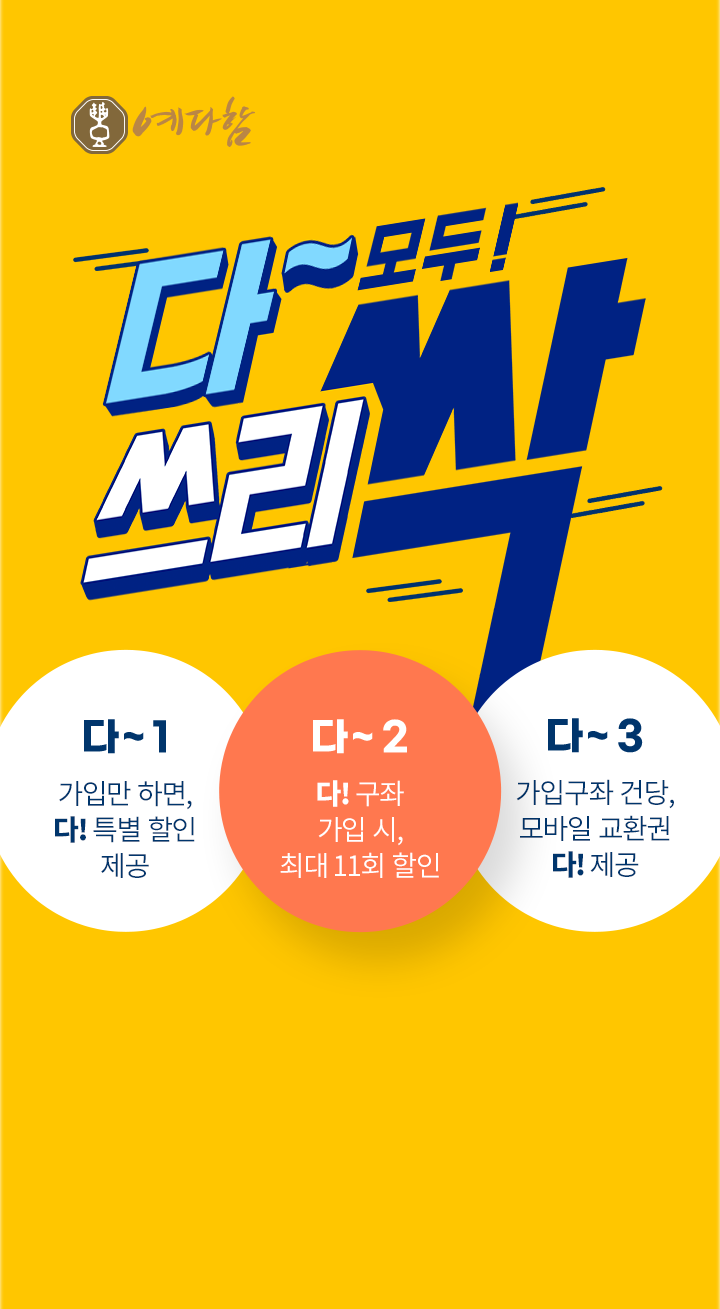 예다함
다~모두!
쓰리싹
다~ 1
가입만 하면,
다! 특별 할인
제공
다~ 2
다! 구좌
가입 시,
최대 11회 할인
다~ 3
가입구좌 건당,
모바일 교환권
다! 제공